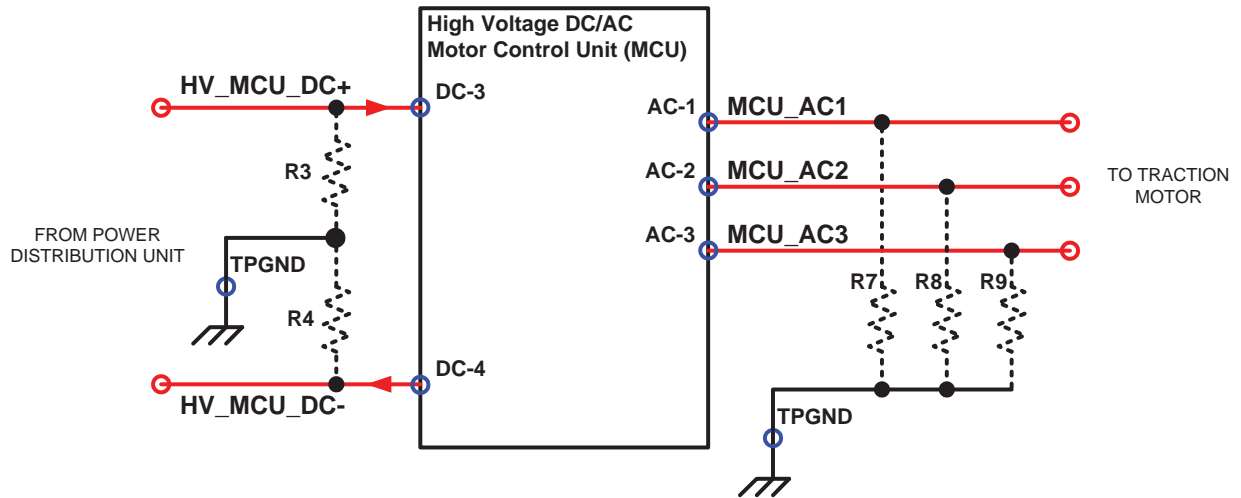 High Voltage DC/AC
Motor Control Unit (MCU)
HV_MCU_DC+
DC-3
AC-1
MCU_AC1
R3
AC-2
MCU_AC2
TO TRACTION
MOTOR
FROM POWER
DISTRIBUTION UNIT
AC-3
MCU_AC3
TPGND
R7
R8
R9
R4
DC-4
HV_MCU_DC-
TPGND